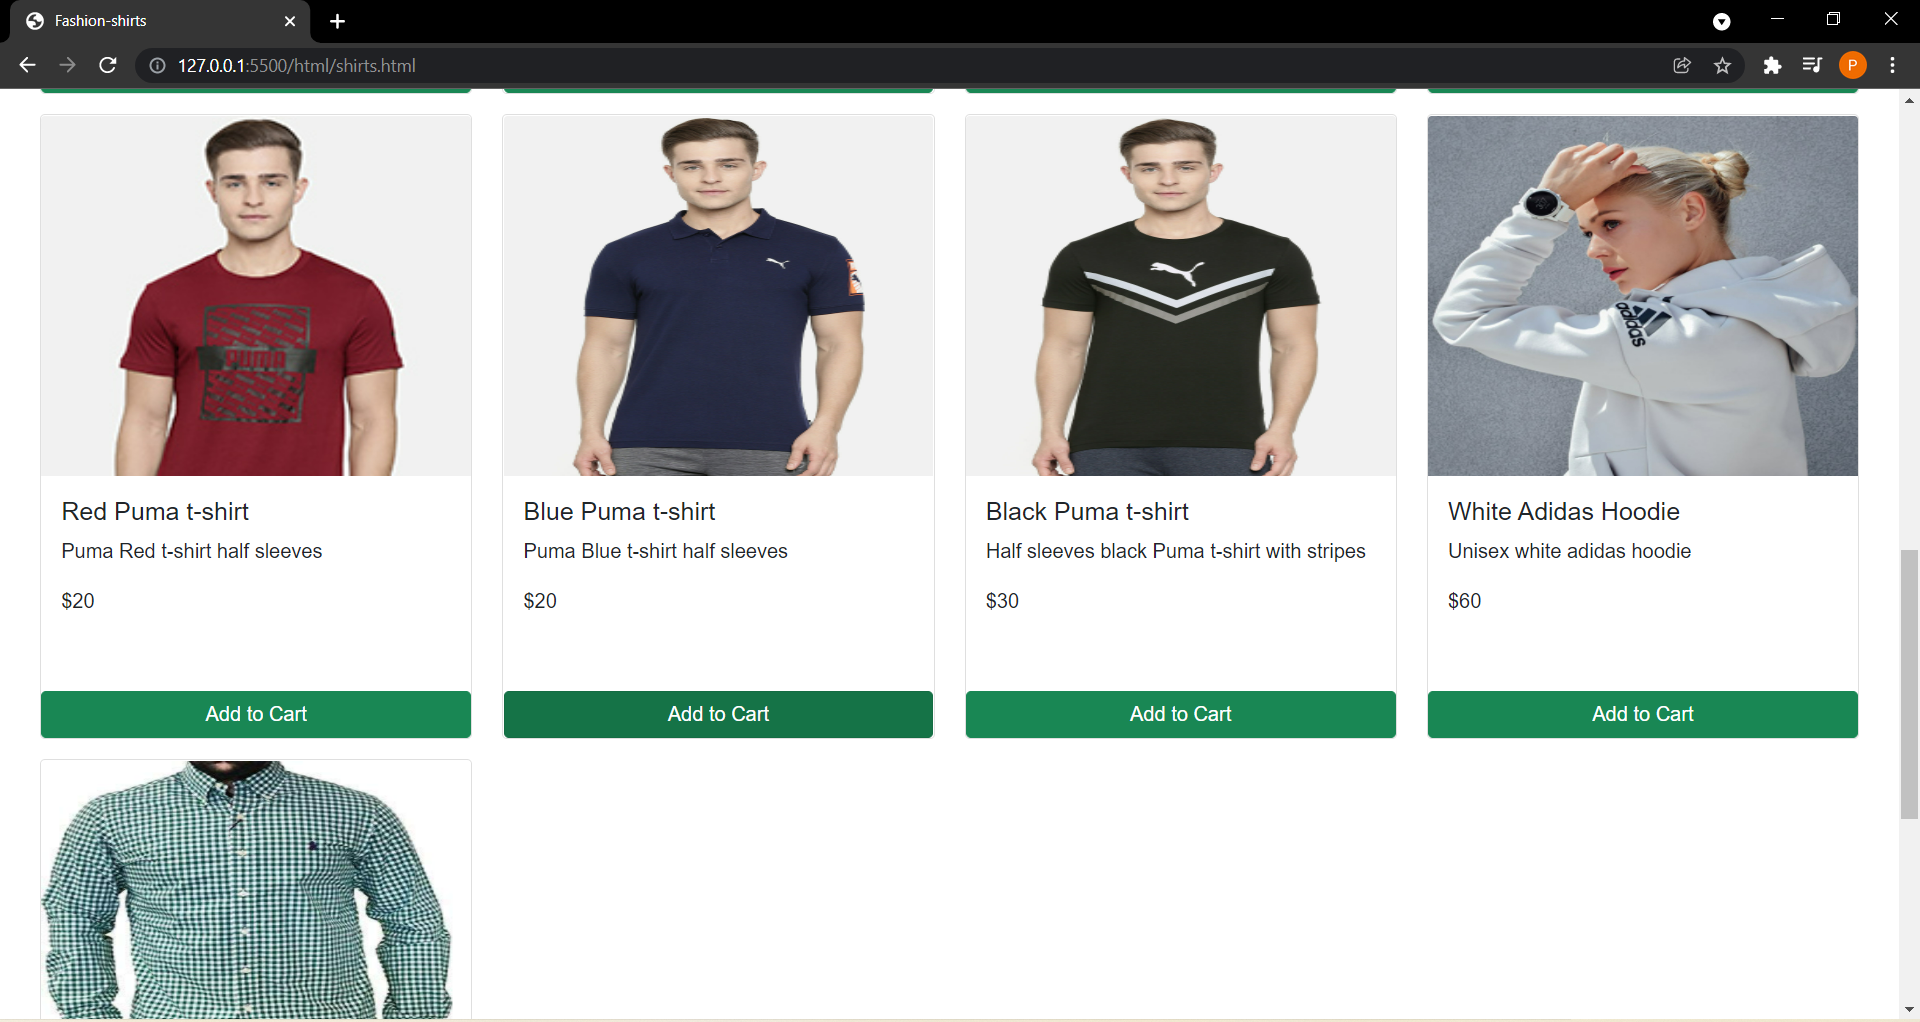 Fashion-shirts
127.0.0.1:5500/html/shirts.html
P
PUMA
adidas
Red Puma t-shirt
Puma Red t-shirt half sleeves
$20
Add to Cart
Blue Puma t-shirt
Puma Blue t-shirt half sleeves
$20
Add to Cart
Black Puma t-shirt
Half sleeves black Puma t-shirt with stripes
$30
Add to Cart
White Adidas Hoodie
Unisex white adidas hoodie
$60
Add to Cart